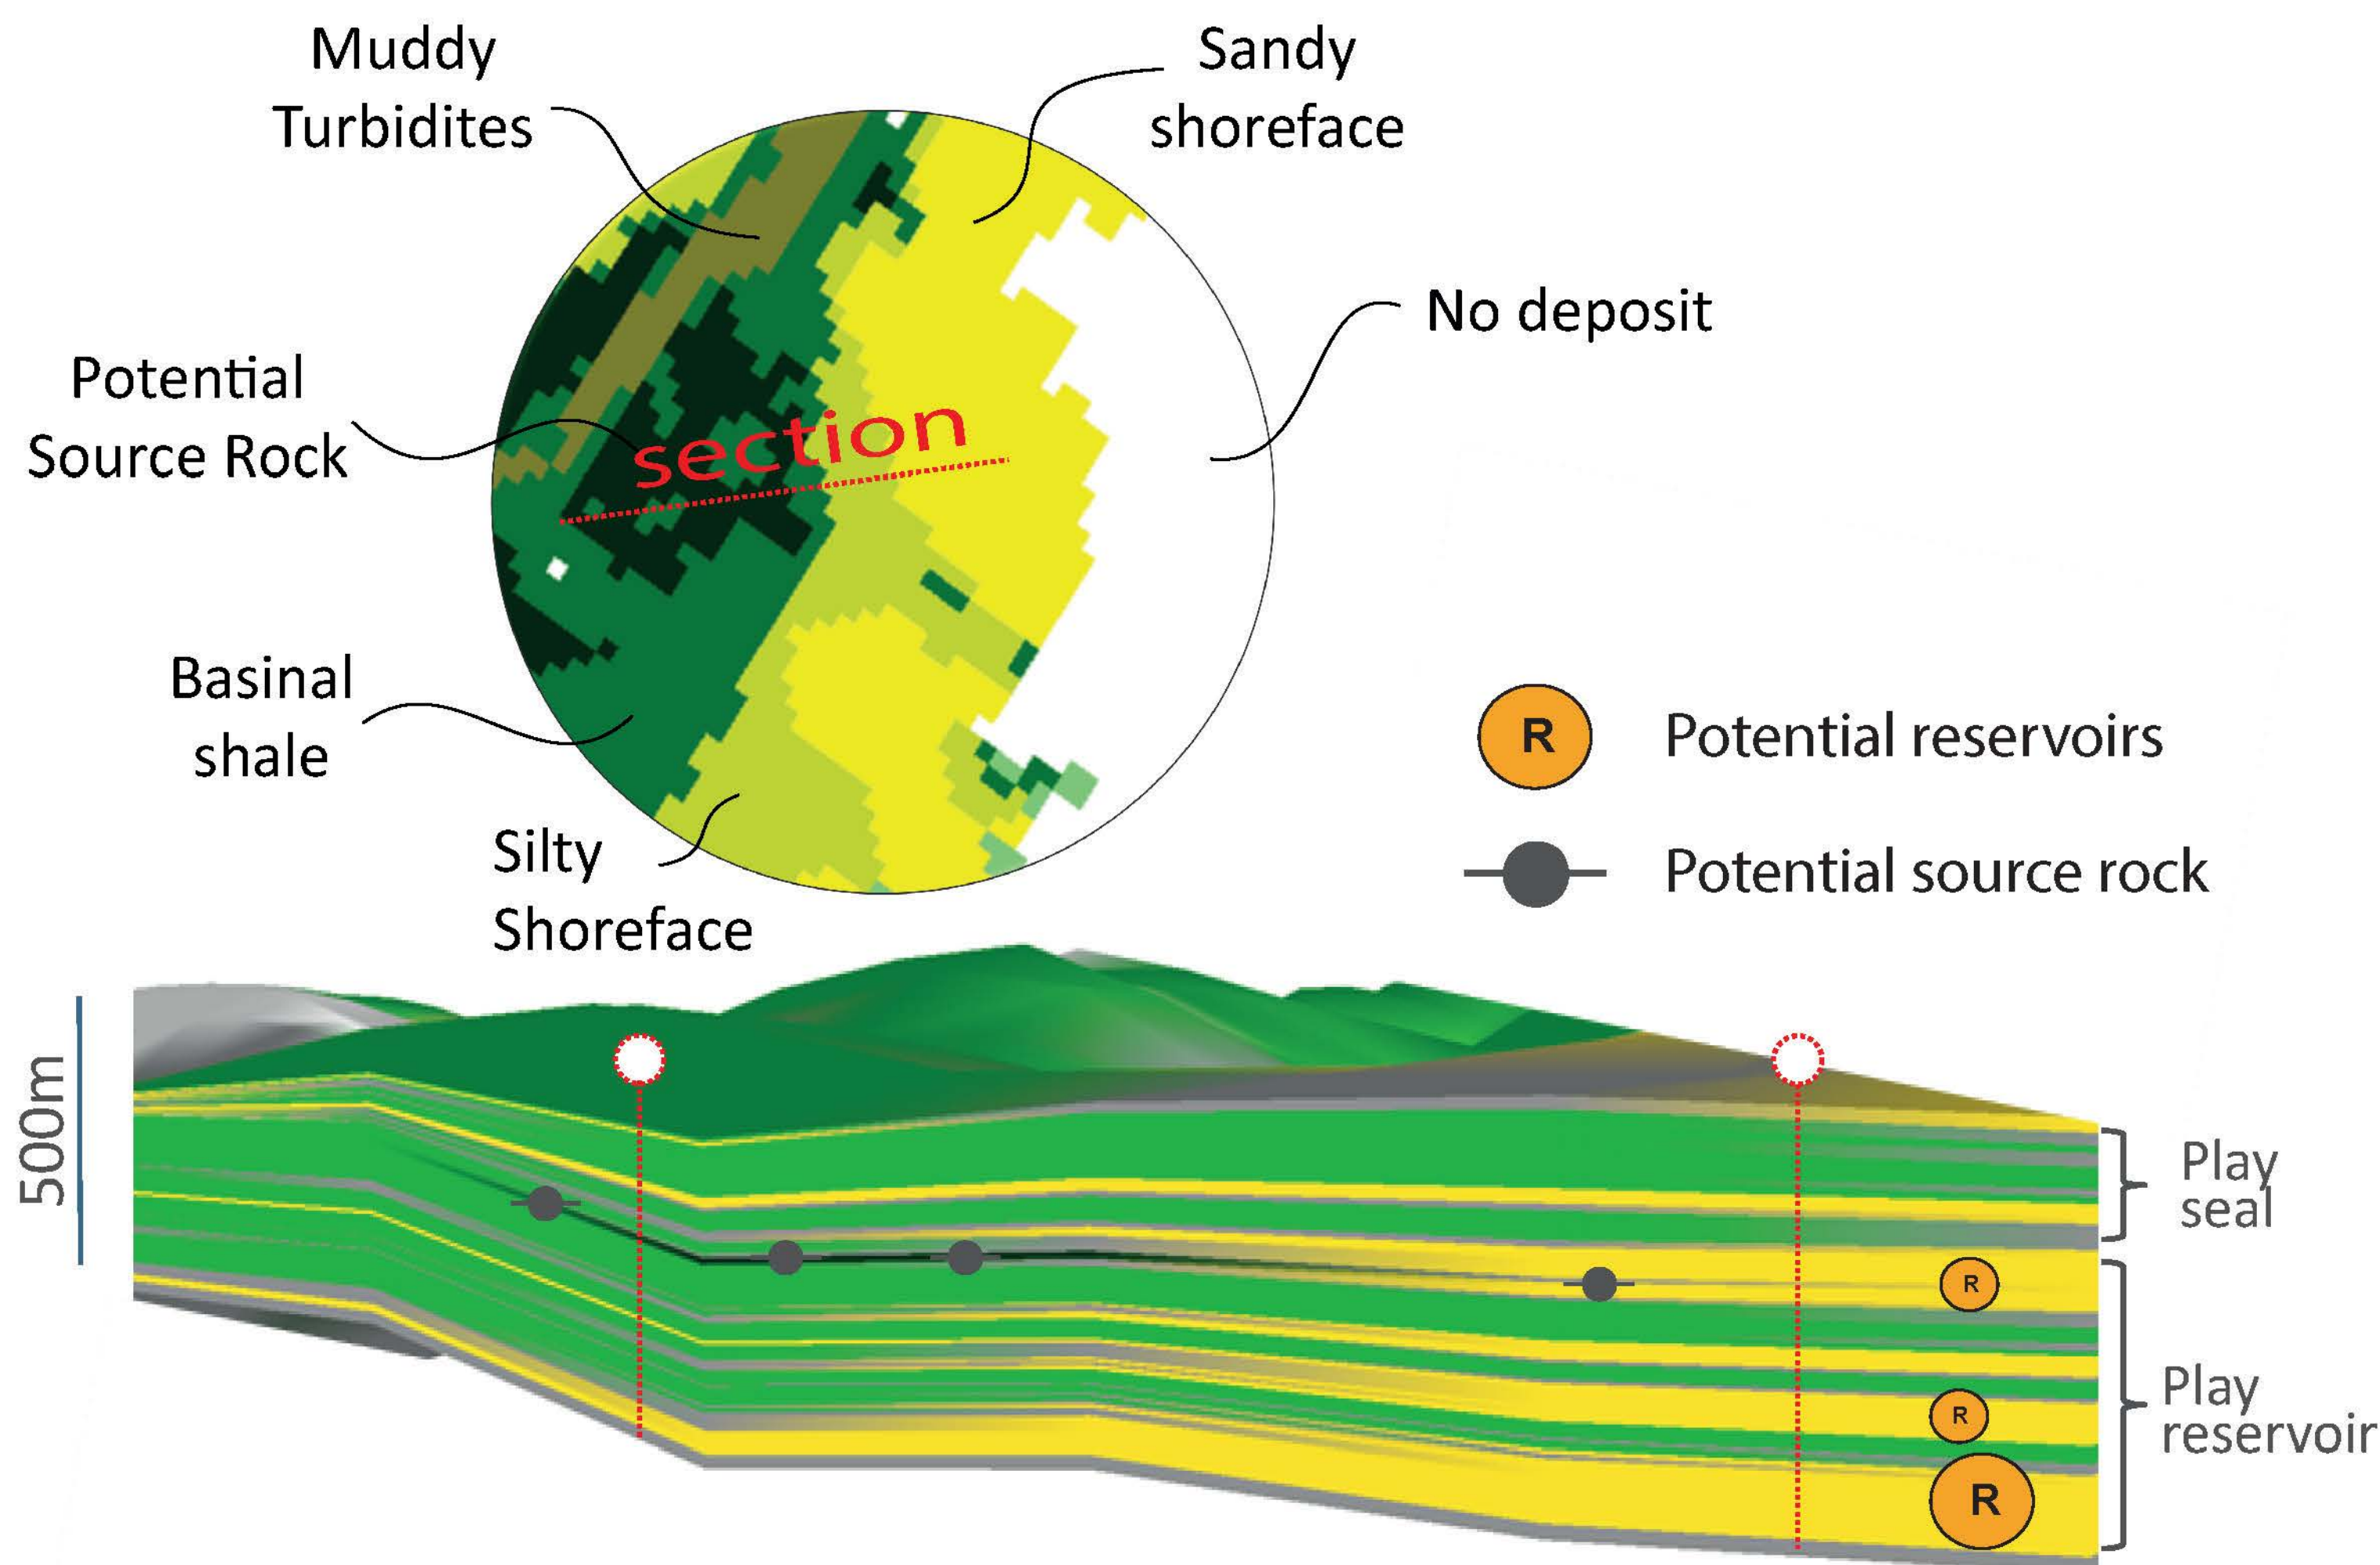 Muddy
Turbidites
Sandy
shoreface
No deposit
Potential
Source Rock
section
Basinal
shale
Silty
Shoreface
R
Potential reservoirs
Potential source rock
500m
Play
seal
R
R
R
Play
reservoir